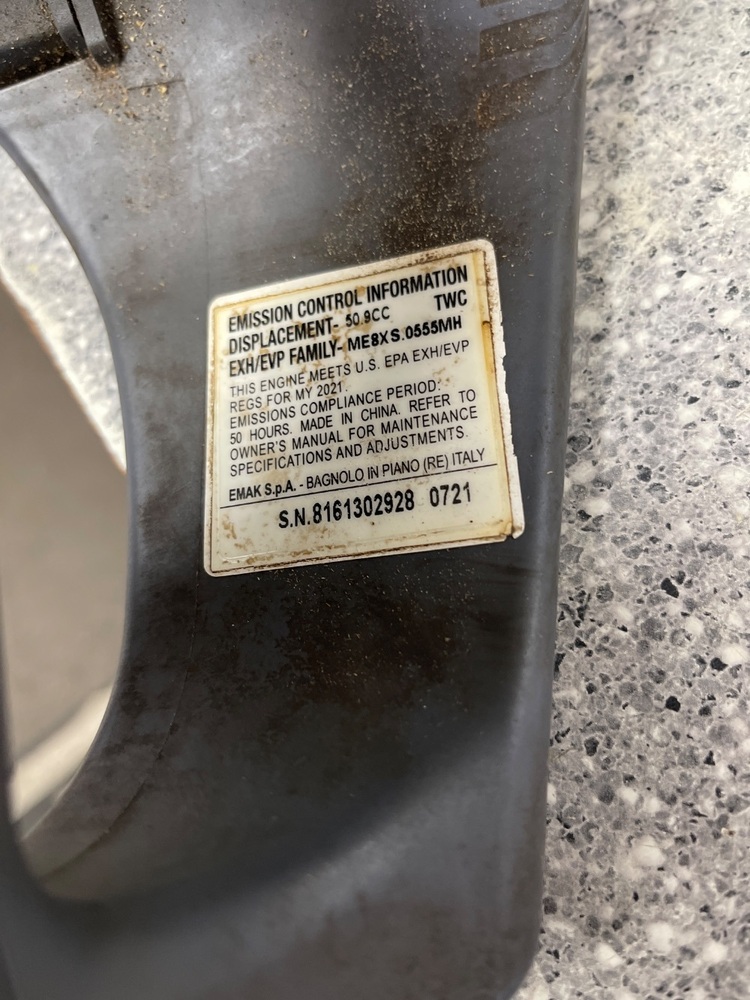 EMISSION CONTROL INFORMATION
DISPLACEMENT- 50.9CC TWC
EXH/EVP FAMILY- ME8XS.0555MH
THIS ENGINE MEETS U.S. EPA EXH/EVP
REGS FOR MY 2021.
EMISSIONS COMPLIANCE PERIOD:
50 HOURS. MADE IN CHINA. REFER TO
OWNER'S MANUAL FOR MAINTENANCE
SPECIFICATIONS AND ADJUSTMENTS.
EMAK S.p.A. - BAGNOLO IN PIANO (RE) ITALY
S.N.8161302928 0721